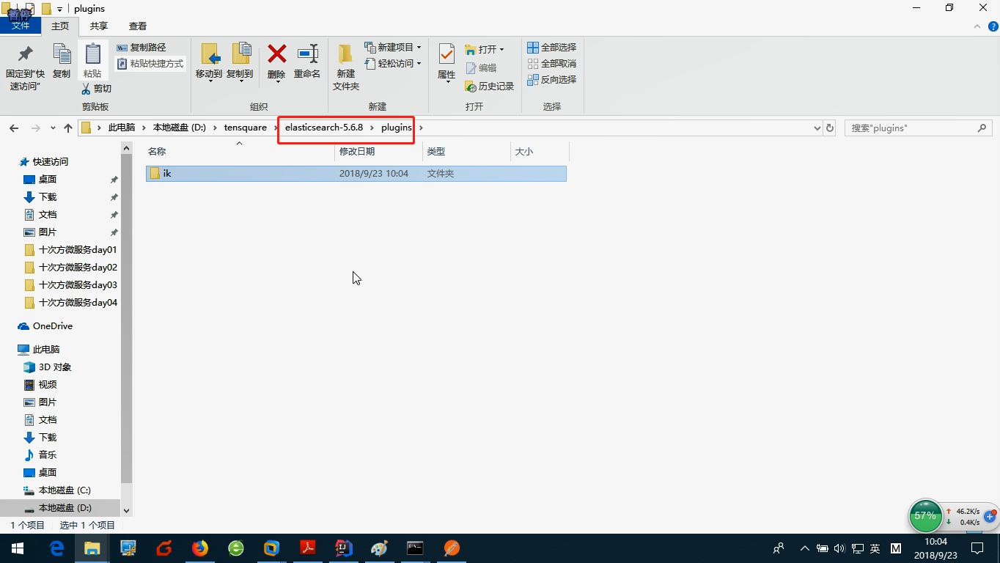 plugins
暂停
文件 主页 共享 查看
固定到"快速访问"
复制
粘贴
复制路径
粘贴快捷方式
剪切
剪贴板
移动到 复制到 删除 重命名
组织
新建文件夹
新建项目
轻松访问
新建
属性
打开
编辑
历史记录
打开
全部选择
全部取消
反向选择
选择
此电脑 本地磁盘 (D:) tensquare elasticsearch-5.6.8 plugins
搜索"plugins"
名称 修改日期 类型 大小
ik 2018/9/23 10:04 文件夹
快速访问
桌面
下载
文档
图片
十次方微服务day01
十次方微服务day02
十次方微服务day03
十次方微服务day04
OneDrive
此电脑
3D 对象
视频
图片
文档
下载
音乐
桌面
本地磁盘 (C:)
本地磁盘 (D:)
1 个项目 选中 1 个项目
57%
46.2K/s
0.4K/s
英
M
10:04
2018/9/23